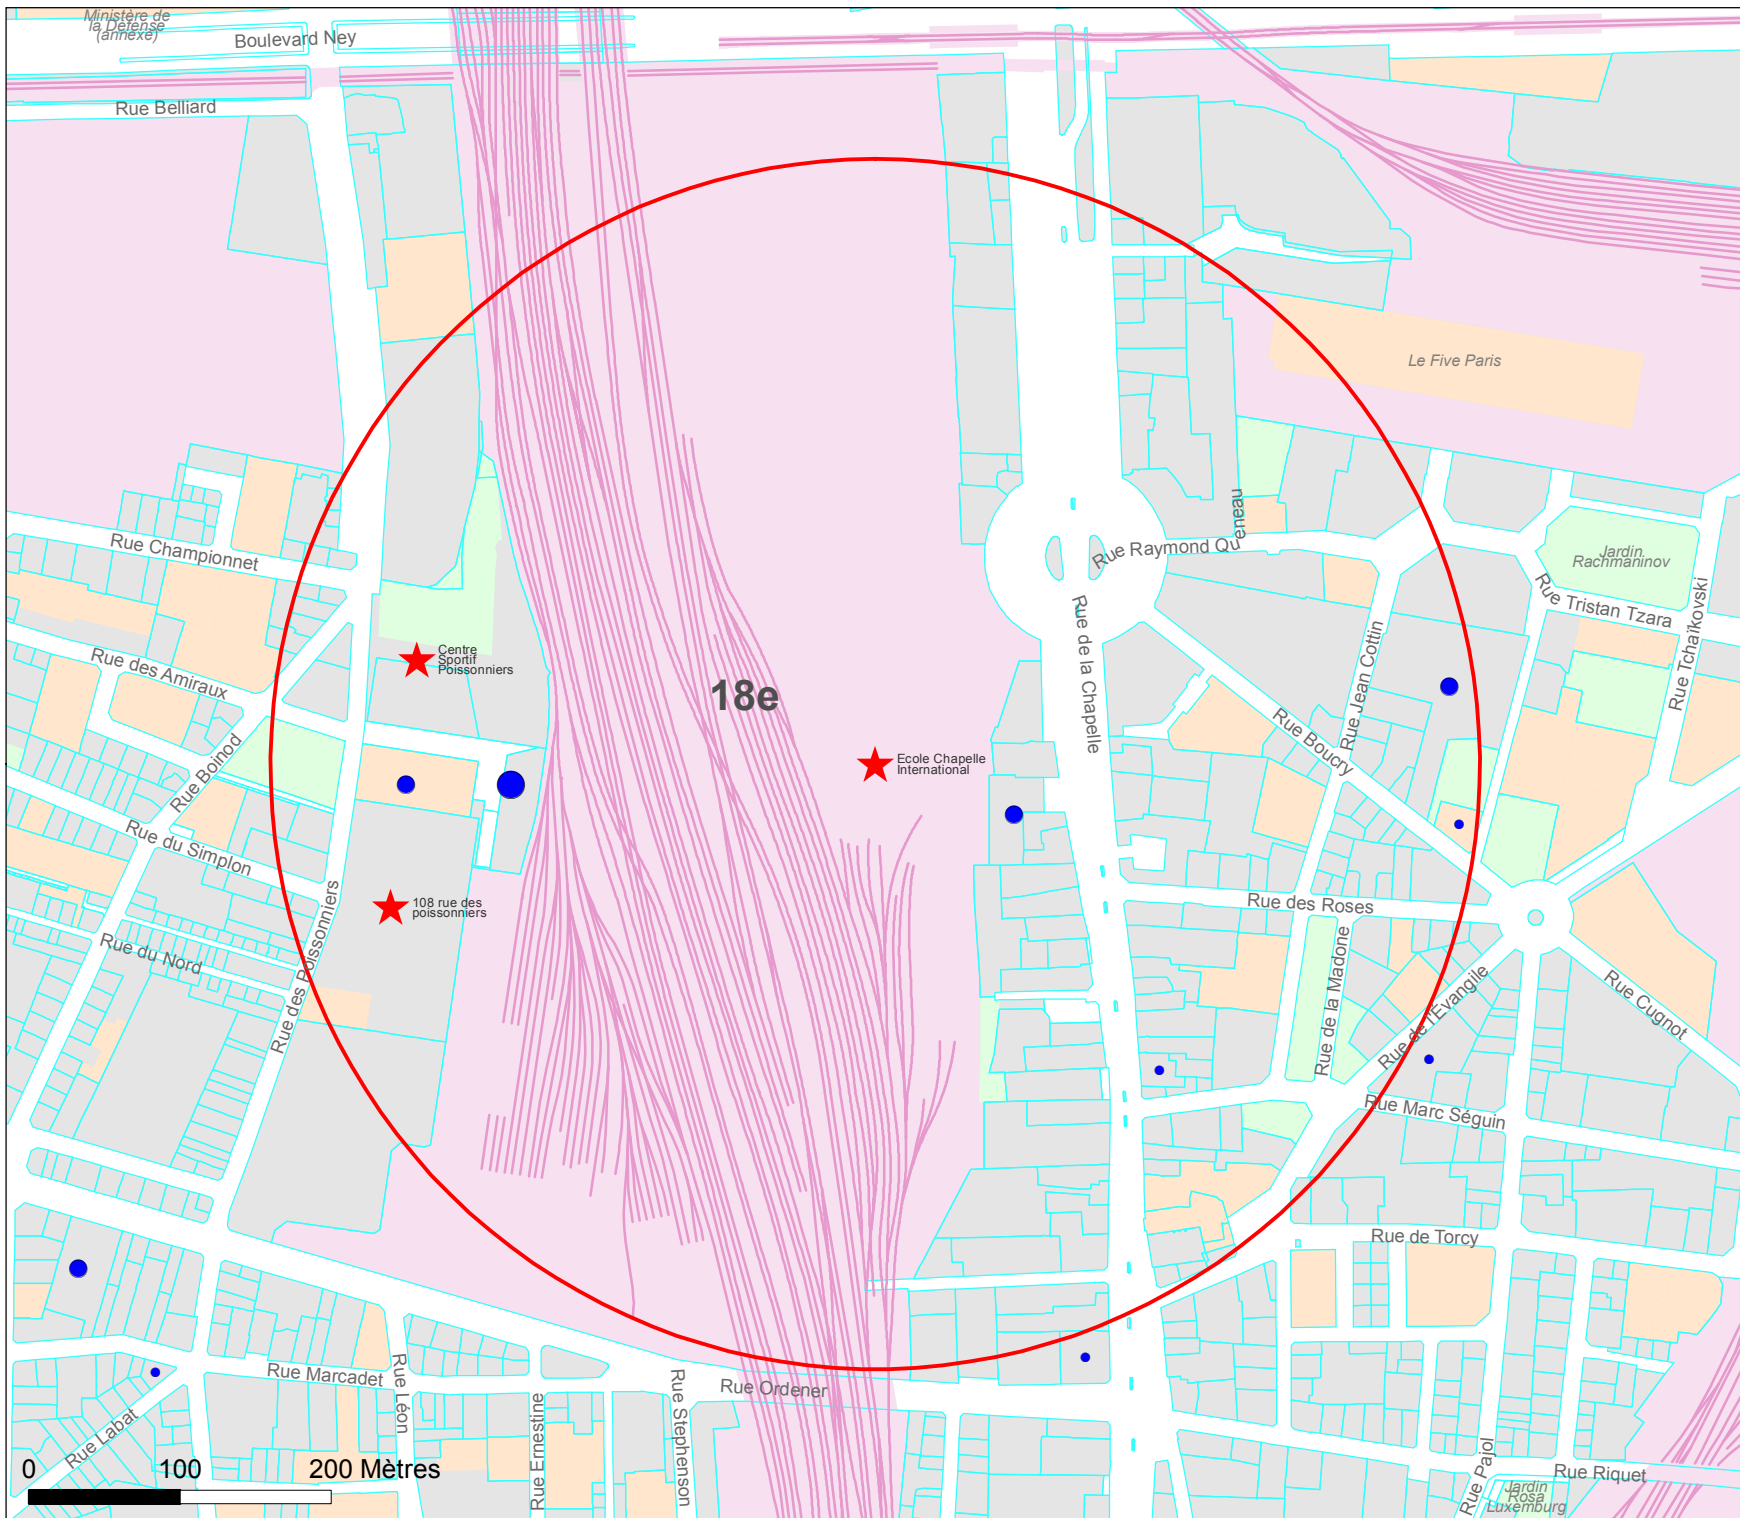 Ministère de
la Défense
(annexe)
Boulevard Ney
Rue Belliard
Le Five Paris
Rue Championnet
Rue Raymond Queneau
Jardin
Rachmaninov
Rue Tristan Tzara
Rue Tchaïkovski
Rue de la Chapelle
Rue Jean Cottin
Rue des Amiraux
Centre
Sportif
Poissonniers
18e
Rue Boucry
Rue Boinod
Ecole Chapelle
International
Rue du Simplon
108 rue des
poissonniers
Rue des Roses
Rue du Nord
Rue des Poissonniers
Rue de la Madone
Rue de l'Evangile
Rue Cugnot
Rue Marc Séguin
Rue de Torcy
Rue Marcadet
Rue Léon
Rue Ordener
Rue Stephenson
Rue Ernestine
Rue Labat
Rue Pajol
Rue Riquet
Jardin
Rosa
Luxemburg
0 100 200 Mètres